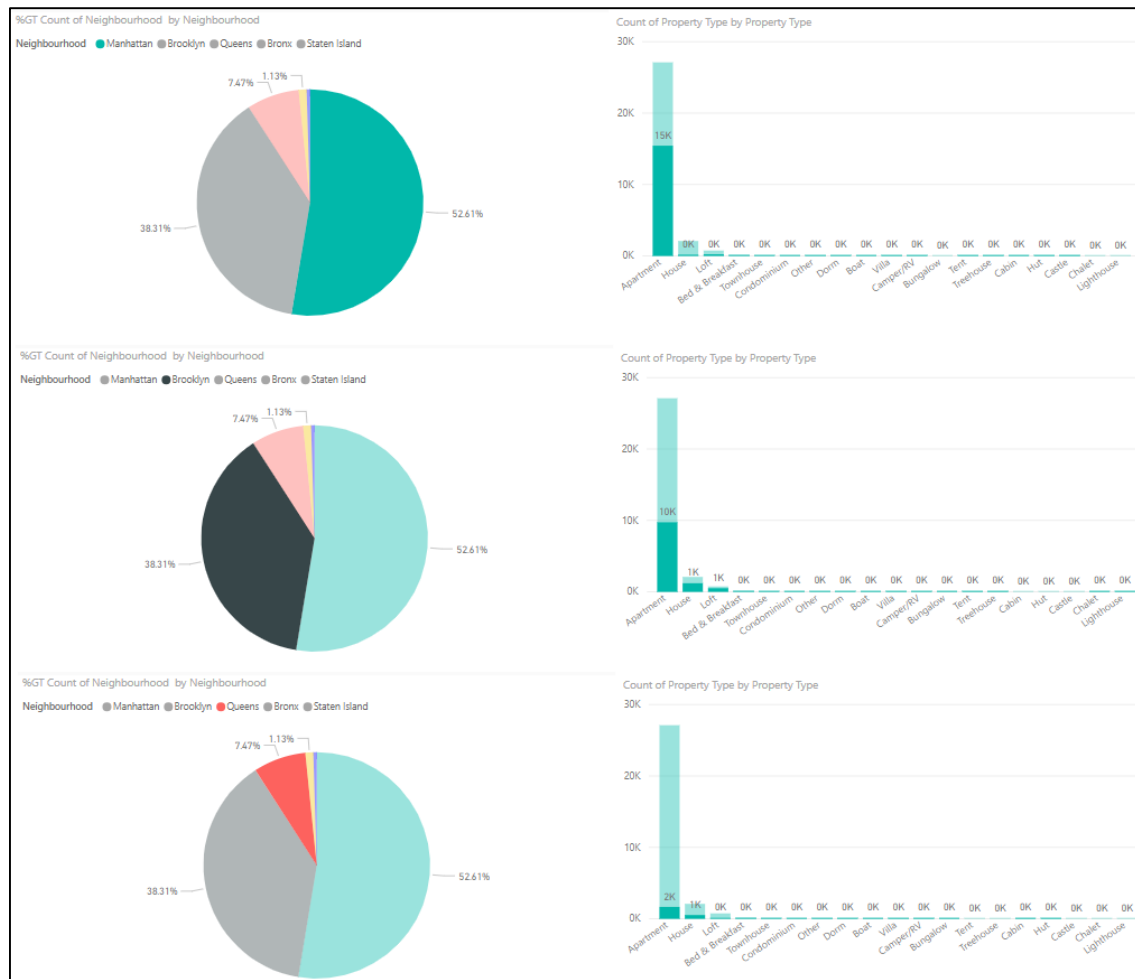 %GT Count of Neighbourhood by Neighbourhood
Neighbourhood Manhattan Brooklyn Queens Bronx Staten Island
1.13%
7.47%
38.31%
52.61%
Count of Property Type by Property Type
30K
20K
15K
10K
0K 0K 0K 0K 0K 0K 0K 0K 0K 0K 0K 0K 0K 0K 0K 0K 0K 0K
0K
Apartment House Loft Bed & Breakfast Townhouse Condominium Other Dorm Boat Villa Camper/RV Bungalow Tent Treehouse Cabin Hut Castle Chalet Lighthouse
%GT Count of Neighbourhood by Neighbourhood
Neighbourhood Manhattan Brooklyn Queens Bronx Staten Island
1.13%
7.47%
38.31%
52.61%
Count of Property Type by Property Type
30K
20K
10K
10K
1K 1K 0K 0K 0K 0K 0K 0K 0K 0K 0K 0K 0K 0K 0K 0K 0K 0K
0K
Apartment House Loft Bed & Breakfast Townhouse Condominium Other Dorm Boat Villa Camper/RV Bungalow Tent Treehouse Cabin Hut Castle Chalet Lighthouse
%GT Count of Neighbourhood by Neighbourhood
Neighbourhood Manhattan Brooklyn Queens Bronx Staten Island
1.13%
7.47%
38.31%
52.61%
Count of Property Type by Property Type
30K
20K
10K
2K 1K 0K 0K 0K 0K 0K 0K 0K 0K 0K 0K 0K 0K 0K 0K 0K 0K 0K
0K
Apartment House Loft Bed & Breakfast Townhouse Condominium Other Dorm Boat Villa Camper/RV Bungalow Tent Treehouse Cabin Hut Castle Chalet Lighthouse